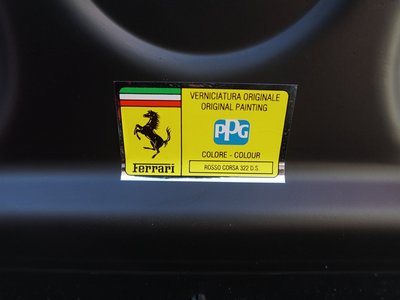 VERNICIATURA ORIGINALE
ORIGINAL PAINTING
PPG
COLORE - COLOUR
ROSSO CORSA 322 D.S.
Ferrari